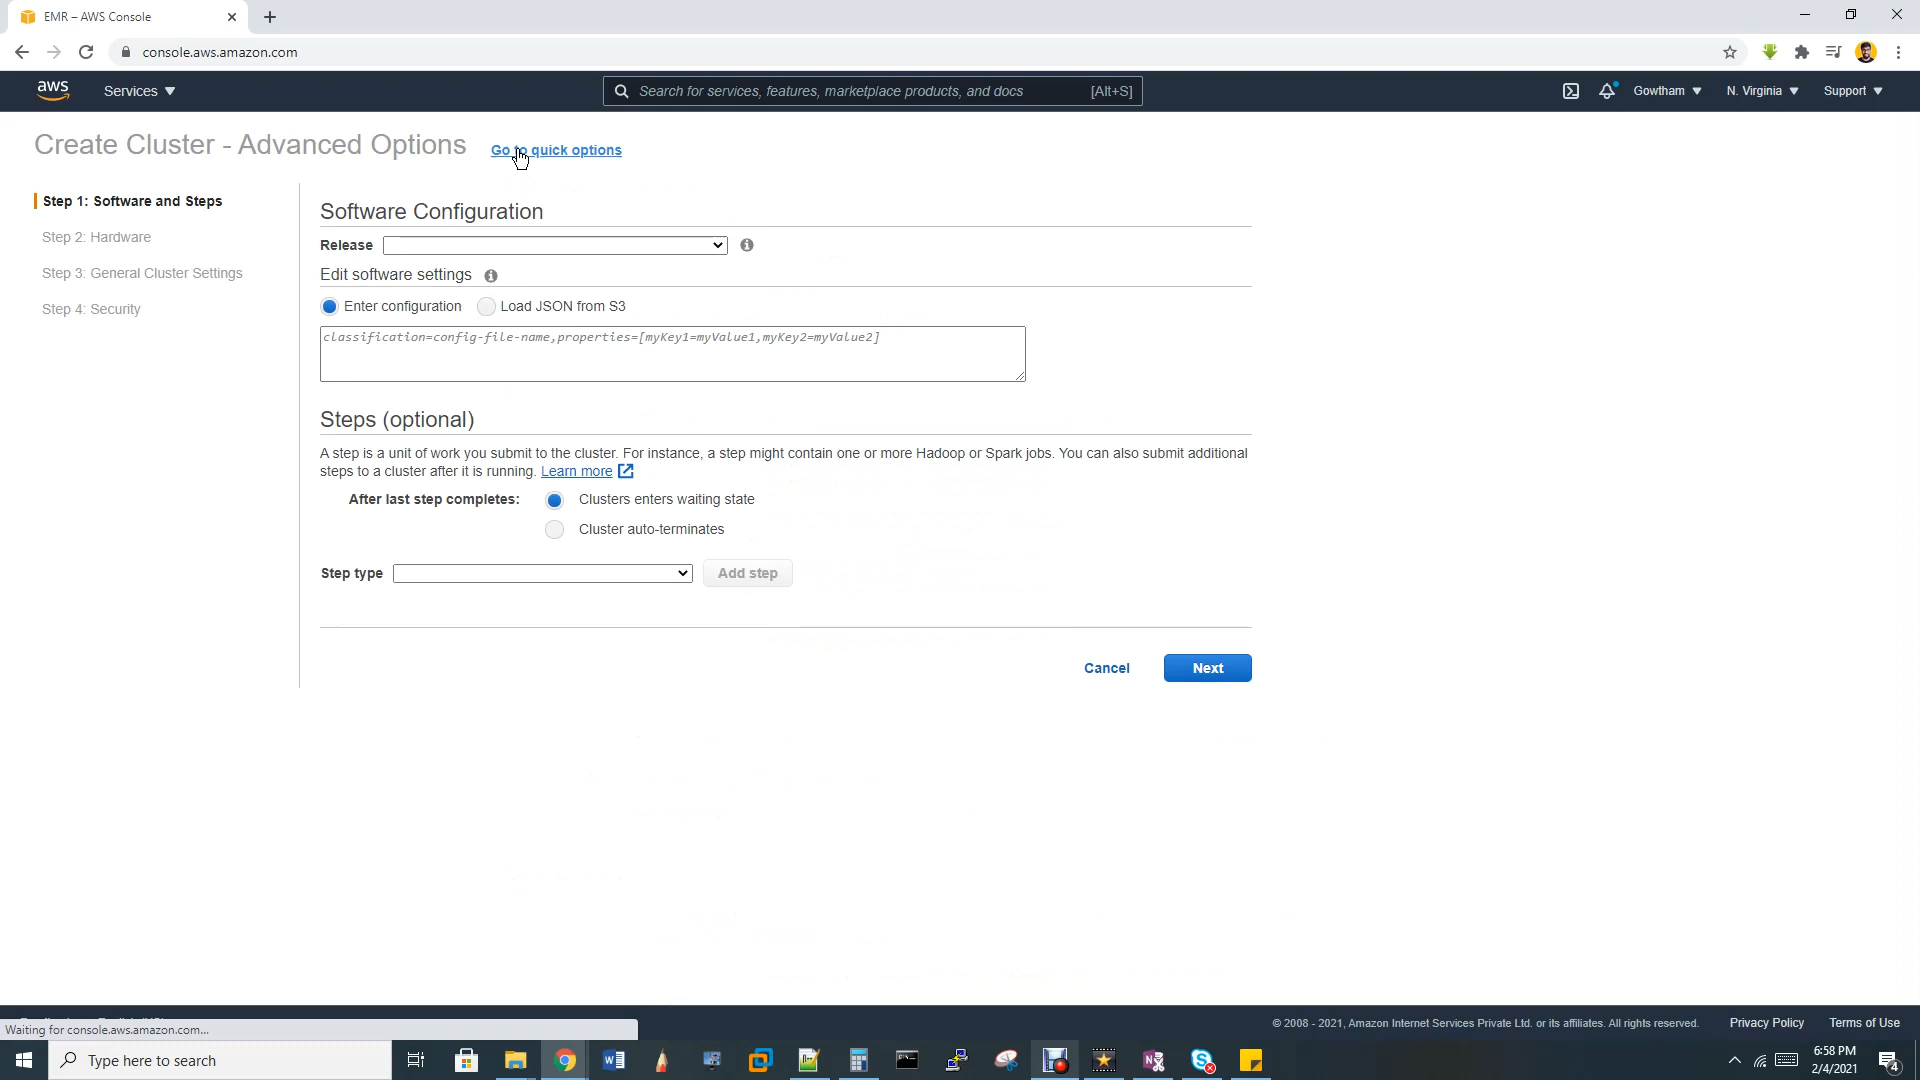 EMR – AWS Console
console.aws.amazon.com
aws
Services
Search for services, features, marketplace products, and docs
[Alt+S]
Gowtham
N. Virginia
Support
Create Cluster - Advanced Options
Go to quick options
Step 1: Software and Steps
Step 2: Hardware
Step 3: General Cluster Settings
Step 4: Security
Software Configuration
Release
Edit software settings
Enter configuration
Load JSON from S3
classification=config-file-name,properties=[myKey1=myValue1,myKey2=myValue2]
Steps (optional)
A step is a unit of work you submit to the cluster. For instance, a step might contain one or more Hadoop or Spark jobs. You can also submit additional
steps to a cluster after it is running. Learn more
After last step completes:
Clusters enters waiting state
Cluster auto-terminates
Step type
Add step
Cancel
Next
Waiting for console.aws.amazon.com...
© 2008 - 2021, Amazon Internet Services Private Ltd. or its affiliates. All rights reserved.
Privacy Policy
Terms of Use
Type here to search
6:58 PM
2/4/2021
4